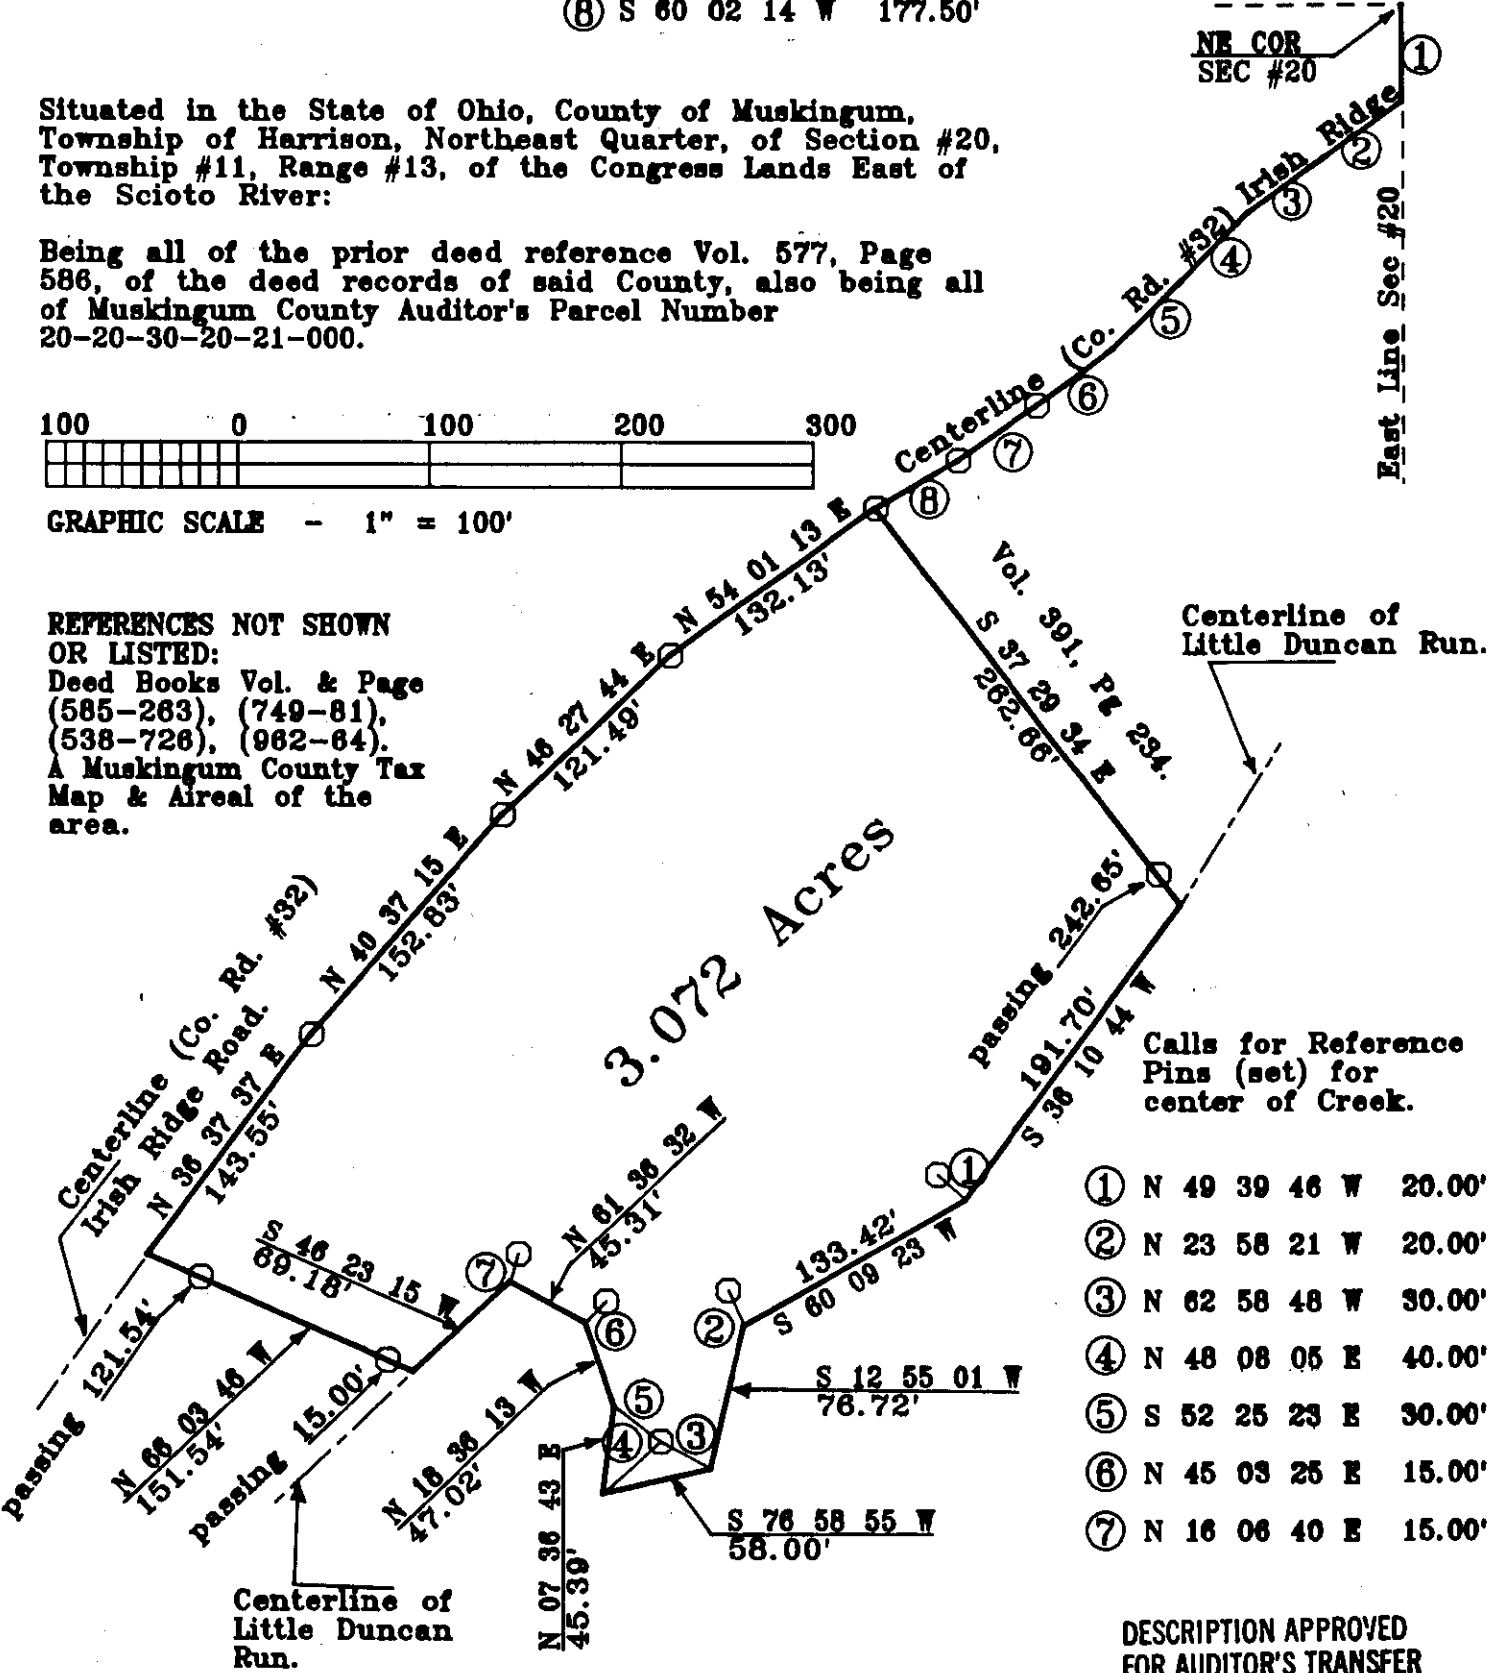 ⑧ S 60 02 14 W 177.50'
NE COR
SEC #20
①
②
③
④
⑤
⑥
⑦
⑧
Situated in the State of Ohio, County of Muskingum,
Township of Harrison, Northeast Quarter, of Section #20,
Township #11, Range #13, of the Congress Lands East of
the Scioto River:
Being all of the prior deed reference Vol. 577, Page
586, of the deed records of said County, also being all
of Muskingum County Auditor's Parcel Number
20-20-30-20-21-000.
Centerline (Co. Rd. #32) Irish Ridge
East Line Sec #20
100 0 100 200 300
GRAPHIC SCALE - 1" = 100'
REFERENCES NOT SHOWN
OR LISTED:
Deed Books Vol. & Page
(585-263), (749-81),
(538-726), (962-64).
A Muskingum County Tax
Map & Aireal of the
area.
N 54 01 13 E
132.13'
N 46 27 44 E
121.49'
N 40 37 15 E
152.83'
N 36 37 37 E
143.55'
Vol. 391, Pg 234.
S 37 29 34 E
262.66'
Centerline of
Little Duncan Run.
3.072 Acres
passing 242.65'
191.70'
S 36 10 44 W
Centerline (Co. Rd. #32)
Irish Ridge Road.
Calls for Reference
Pins (set) for
center of Creek.
① N 49 39 46 W 20.00'
② N 23 58 21 W 20.00'
③ N 62 58 48 W 30.00'
④ N 48 08 05 E 40.00'
⑤ S 52 25 23 E 30.00'
⑥ N 45 03 25 E 15.00'
⑦ N 16 06 40 E 15.00'
N 61 36 32 W
45.31'
①
133.42'
S 60 09 23 W
S 46 23 15 W
69.18'
⑦
⑥
②
⑤
④
③
S 12 55 01 W
76.72'
passing 121.54'
N 66 03 46 W
151.54'
passing 15.00'
N 18 36 13 W
47.02'
N 07 36 43 E
45.39'
S 76 58 55 W
58.00'
Centerline of
Little Duncan
Run.
DESCRIPTION APPROVED
FOR AUDITOR'S TRANSFER